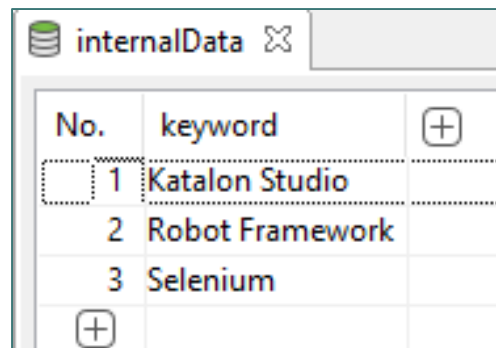 internalData
No. keyword
1 Katalon Studio
2 Robot Framework
3 Selenium